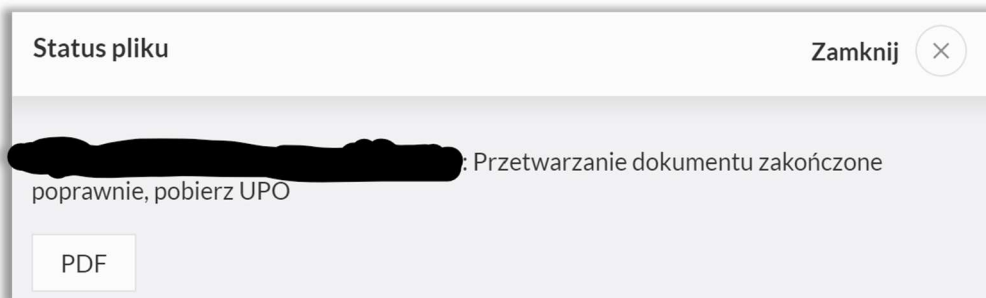 Status pliku
Zamknij
: Przetwarzanie dokumentu zakończone
poprawnie, pobierz UPO
PDF